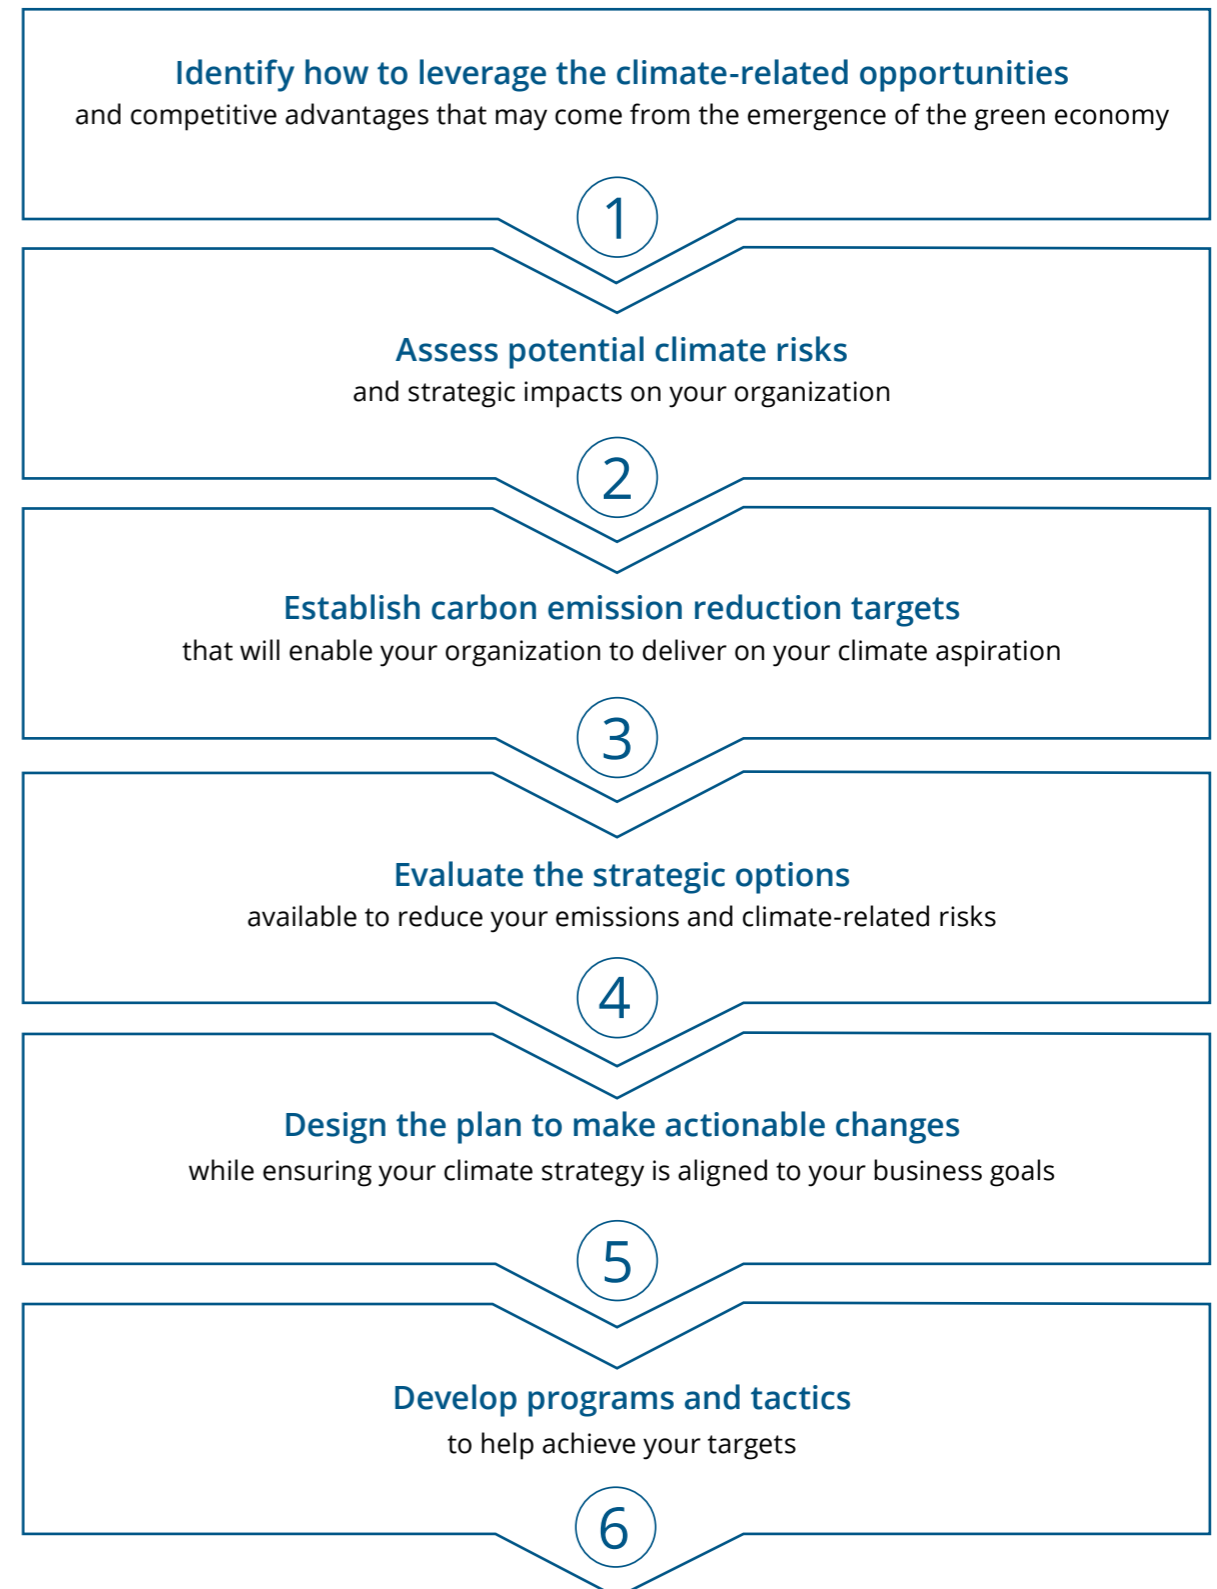 Identify how to leverage the climate-related opportunities
and competitive advantages that may come from the emergence of the green economy
1
Assess potential climate risks
and strategic impacts on your organization
2
Establish carbon emission reduction targets
that will enable your organization to deliver on your climate aspiration
3
Evaluate the strategic options
available to reduce your emissions and climate-related risks
4
Design the plan to make actionable changes
while ensuring your climate strategy is aligned to your business goals
5
Develop programs and tactics
to help achieve your targets
6